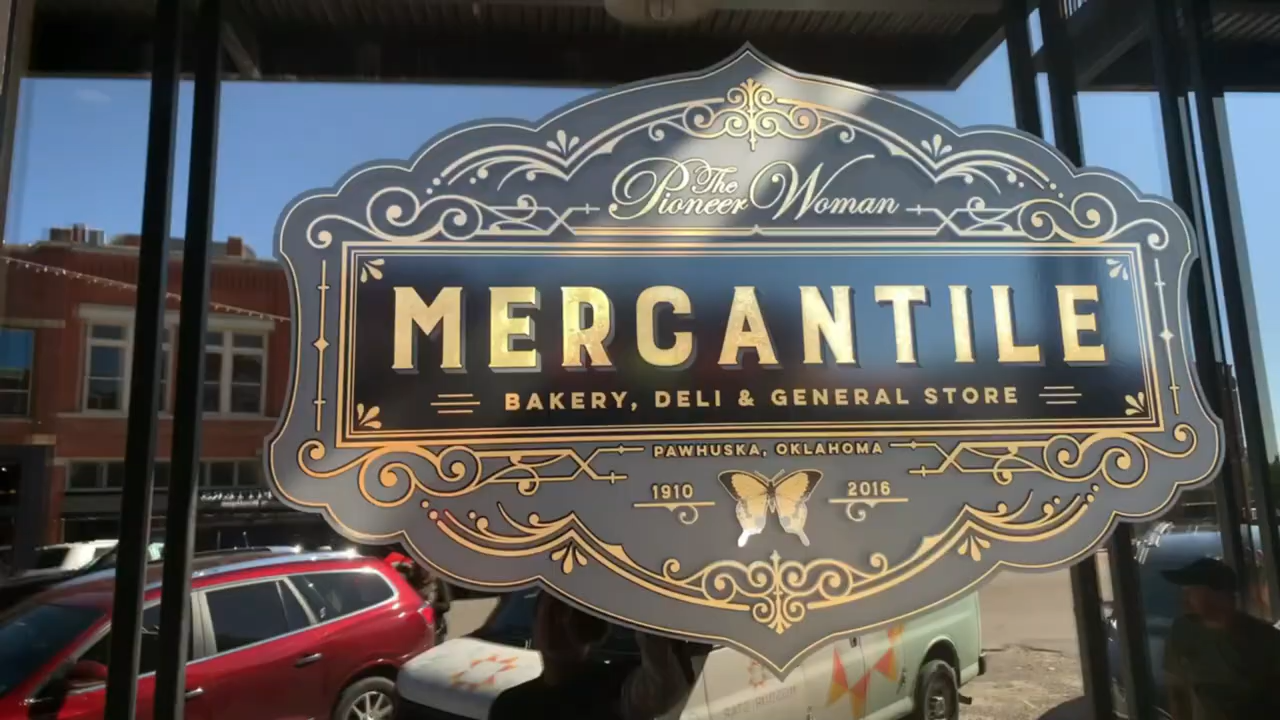 The
Pioneer Woman
MERCANTILE
BAKERY, DELI & GENERAL STORE
PAWHUSKA, OKLAHOMA
1910 2016